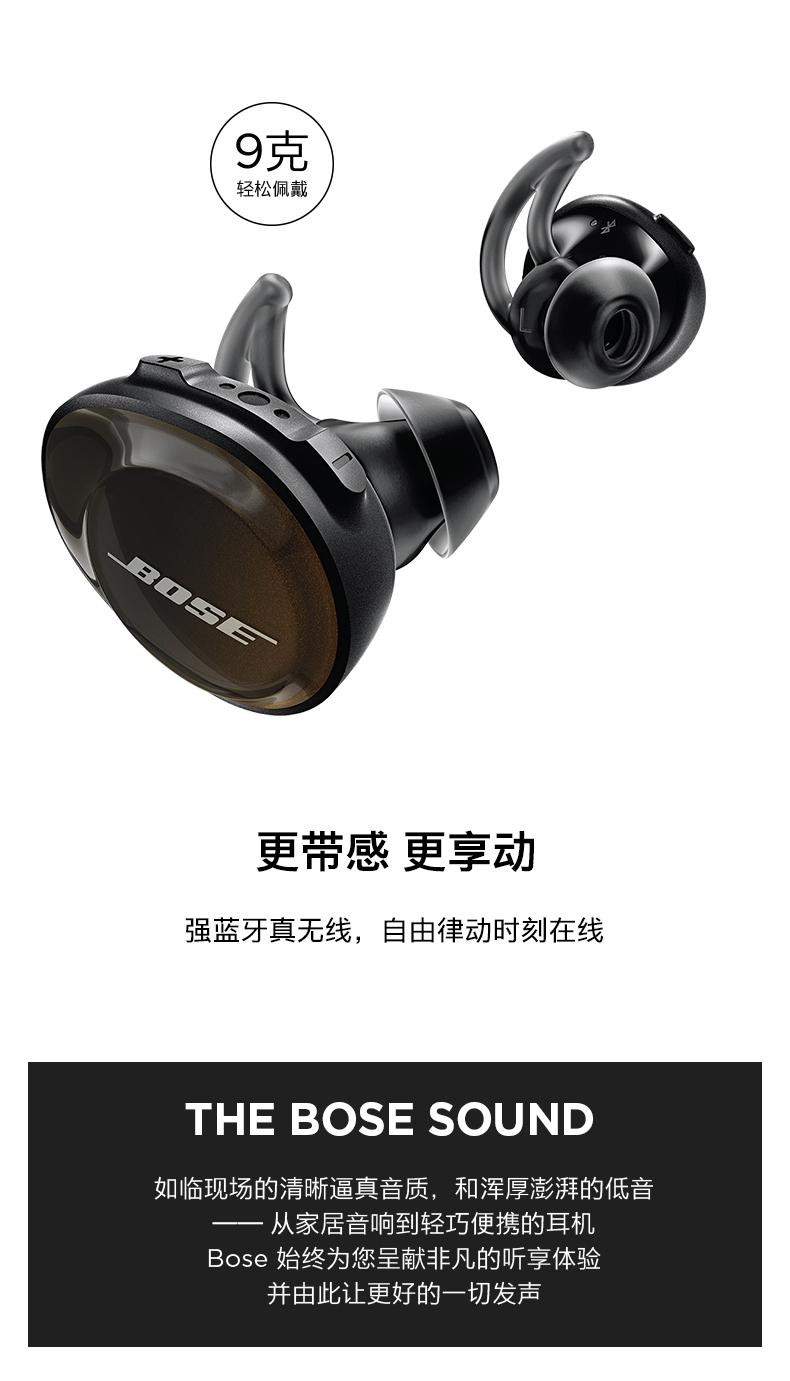 9克
轻松佩戴
L
BOSE
更带感 更享动
强蓝牙真无线，自由律动时刻在线
THE BOSE SOUND
如临现场的清晰逼真音质，和浑厚澎湃的低音
—— 从家居音响到轻巧便携的耳机
Bose 始终为您呈献非凡的听享体验
并由此让更好的一切发声